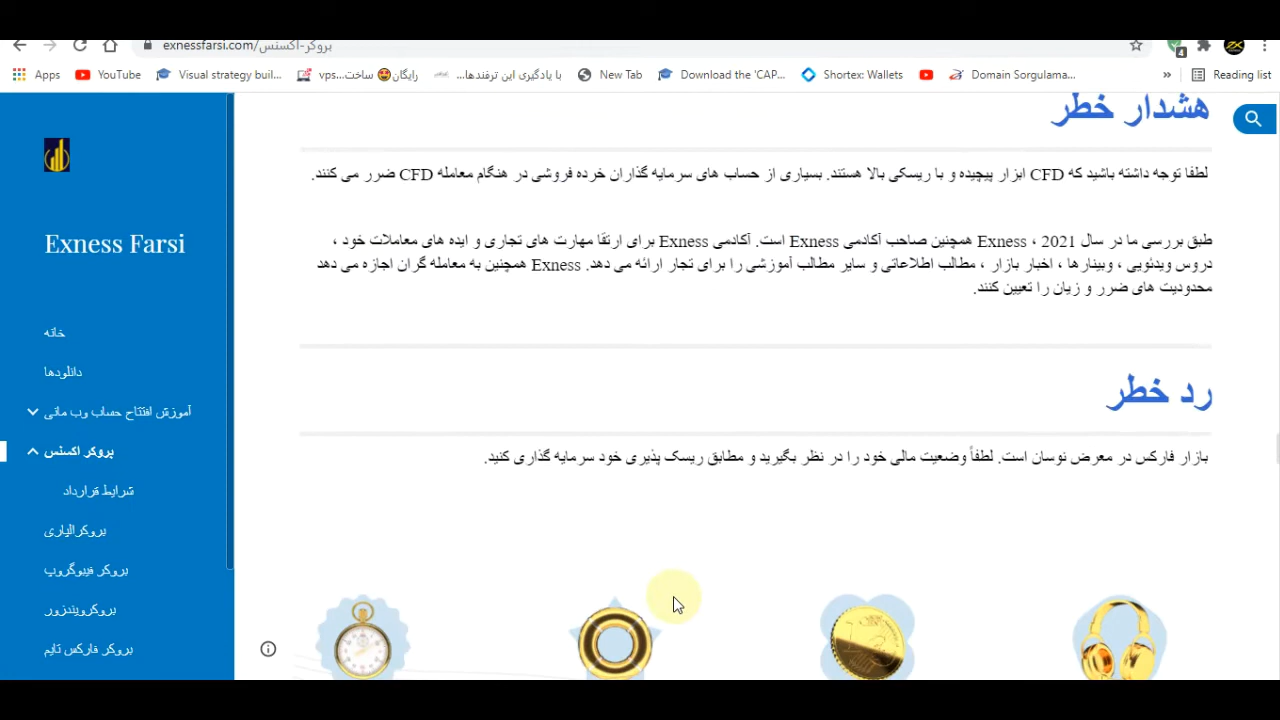 exnessfarsi.com/بروکر-اکسنس
4
Apps
YouTube
Visual strategy buil...
رایگان🤩ساخت...vps
با یادگیری این ترفندها...
New Tab
Download the 'CAP...
Shortex: Wallets
Domain Sorgulama...
»
Reading list
Exness Farsi
خانه
دانلودها
آموزش افتتاح حساب وب مانی
بروکر اکسنس
شرایط قرارداد
بروکرالپاری
بروکر فیبوگروپ
بروکرویندزور
بروکر فارکس تایم
هشدار خطر
لطفا توجه داشته باشید که CFD ابزار پیچیده و با ریسکی بالا هستند. بسیاری از حساب های سرمایه گذاران خرده فروشی در هنگام معامله CFD ضرر می کنند.
طبق بررسی ما در سال 2021 ، Exness همچنین صاحب آکادمی Exness است. آکادمی Exness برای ارتقا مهارت های تجاری و ایده های معاملات خود ،
دروس ویدئویی ، وبینارها ، اخبار بازار ، مطالب اطلاعاتی و سایر مطالب آموزشی را برای تجار ارائه می دهد. Exness همچنین به معامله گران اجازه می دهد
محدودیت های ضرر و زیان را تعیین کنند.
رد خطر
بازار فارکس در معرض نوسان است. لطفاً وضعیت مالی خود را در نظر بگیرید و مطابق ریسک پذیری خود سرمایه گذاری کنید.